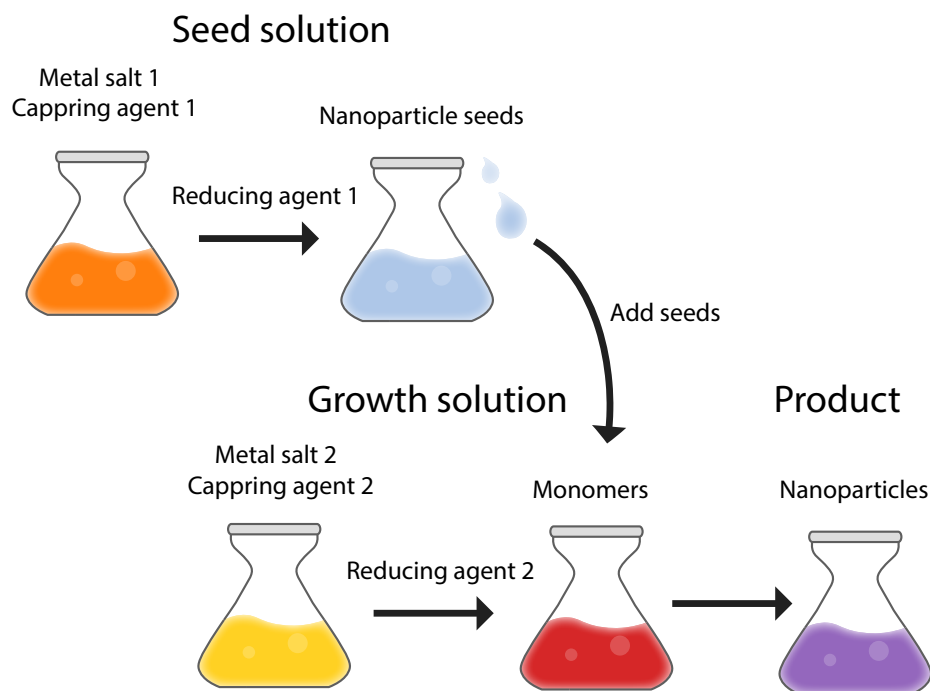 Seed solution
Metal salt 1
Cappring agent 1
Nanoparticle seeds
Reducing agent 1
Add seeds
Growth solution
Product
Metal salt 2
Cappring agent 2
Monomers
Nanoparticles
Reducing agent 2